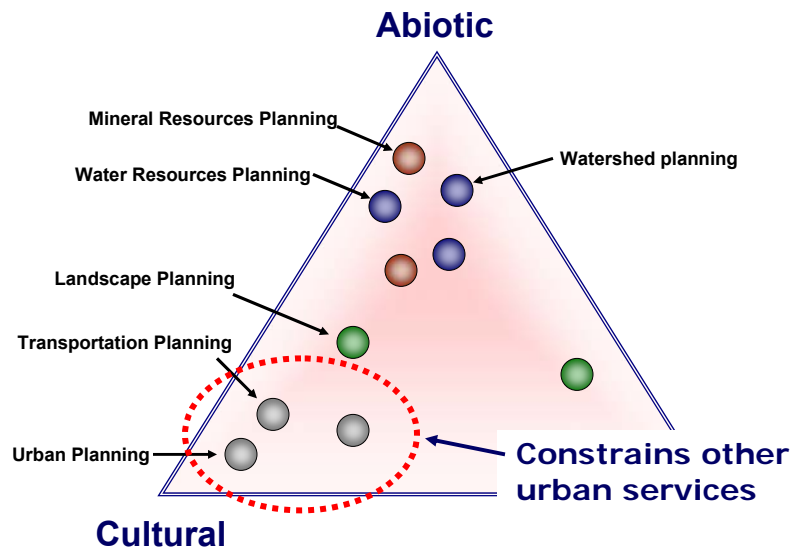 Abiotic
Mineral Resources Planning
Watershed planning
Water Resources Planning
Landscape Planning
Transportation Planning
Urban Planning
Constrains other
urban services
Cultural